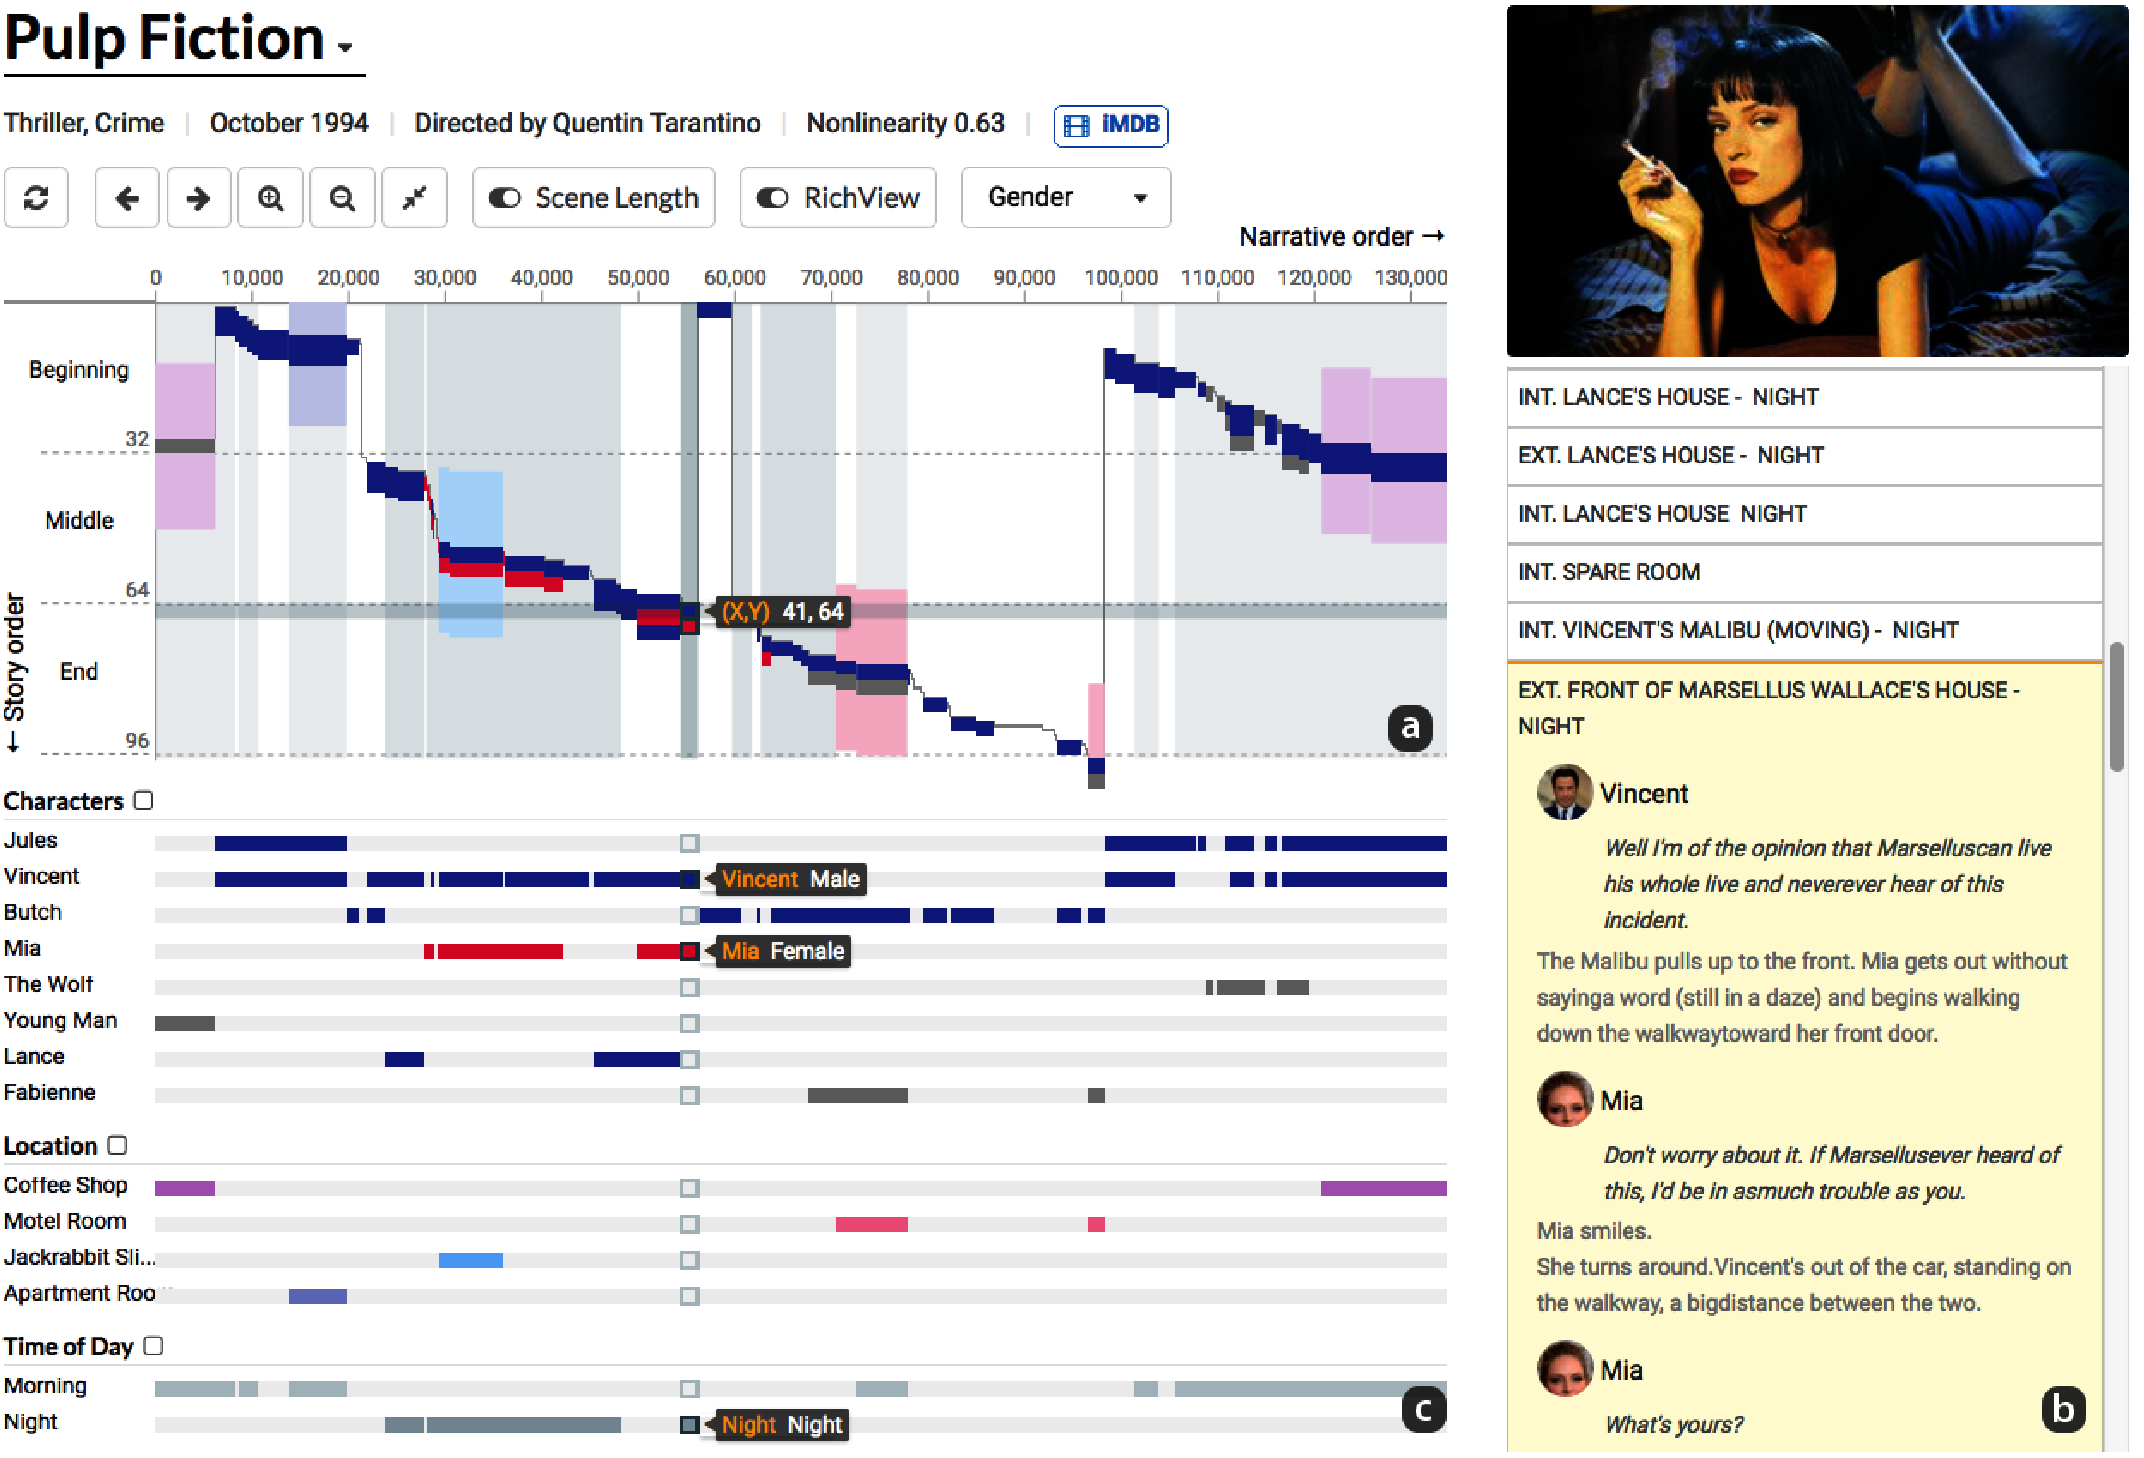 Pulp Fiction
Thriller, Crime | October 1994 | Directed by Quentin Tarantino | Nonlinearity 0.63 | iMDB
Scene Length
RichView
Gender
Narrative order →
0 10,000 20,000 30,000 40,000 50,000 60,000 70,000 80,000 90,000 100,000 110,000 120,000 130,000
Beginning
32
Middle
64
(X,Y) 41, 64
End
96
← Story order
a
Characters
Jules
Vincent
Vincent Male
Butch
Mia
Mia Female
The Wolf
Young Man
Lance
Fabienne
Location
Coffee Shop
Motel Room
Jackrabbit Sli...
Apartment Roo
Time of Day
Morning
Night
Night Night
c
INT. LANCE'S HOUSE - NIGHT
EXT. LANCE'S HOUSE - NIGHT
INT. LANCE'S HOUSE NIGHT
INT. SPARE ROOM
INT. VINCENT'S MALIBU (MOVING) - NIGHT
EXT. FRONT OF MARSELLUS WALLACE'S HOUSE -
NIGHT
Vincent
Well I'm of the opinion that Marselluscan live
his whole live and neverever hear of this
incident.
The Malibu pulls up to the front. Mia gets out without
sayinga word (still in a daze) and begins walking
down the walkwaytoward her front door.
Mia
Don't worry about it. If Marsellusever heard of
this, I'd be in asmuch trouble as you.
Mia smiles.
She turns around.Vincent's out of the car, standing on
the walkway, a bigdistance between the two.
Mia
What's yours?
b